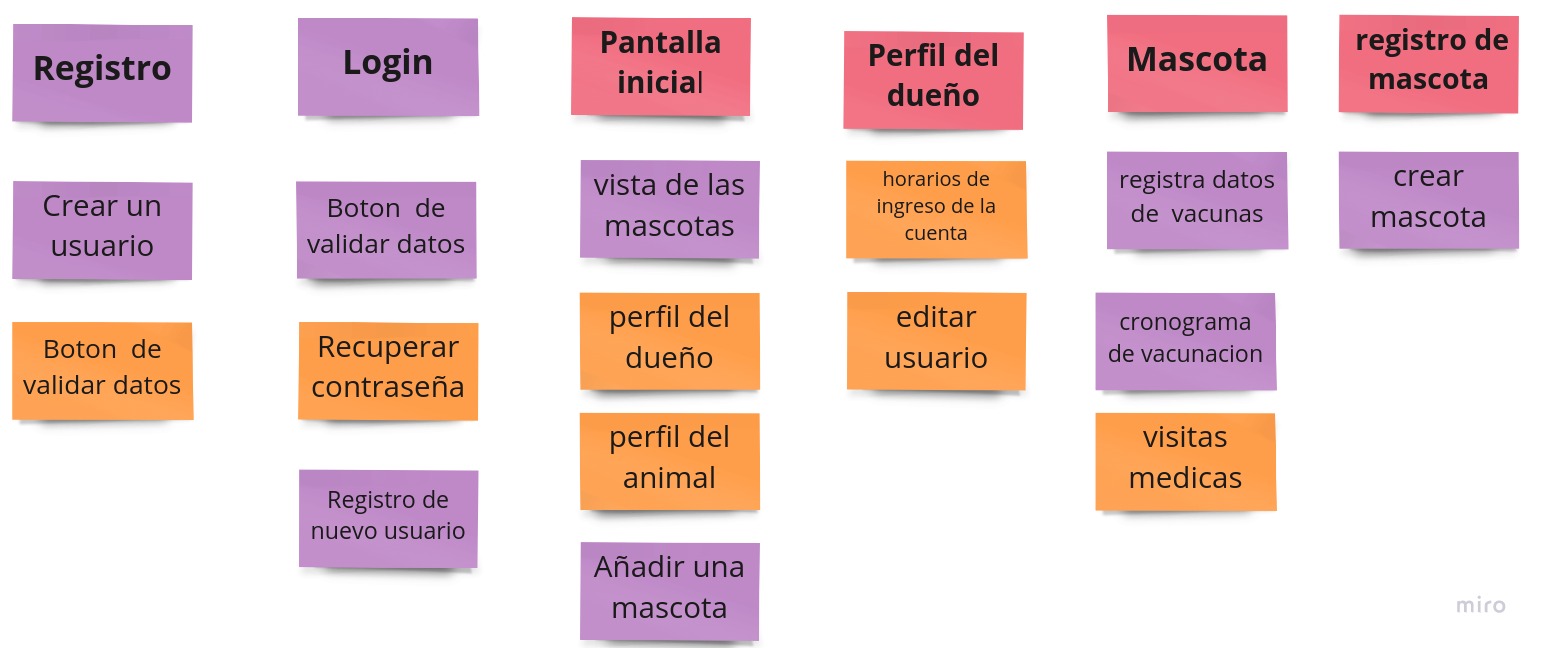 Registro
Crear un
usuario
Boton de
validar datos
Login
Boton de
validar datos
Recuperar
contraseña
Registro de
nuevo usuario
Pantalla
inicial
vista de las
mascotas
perfil del
dueño
perfil del
animal
Añadir una
mascota
Perfil del
dueño
horarios de
ingreso de la
cuenta
editar
usuario
Mascota
registra datos
de vacunas
cronograma
de vacunacion
visitas
medicas
registro de
mascota
crear
mascota
miro